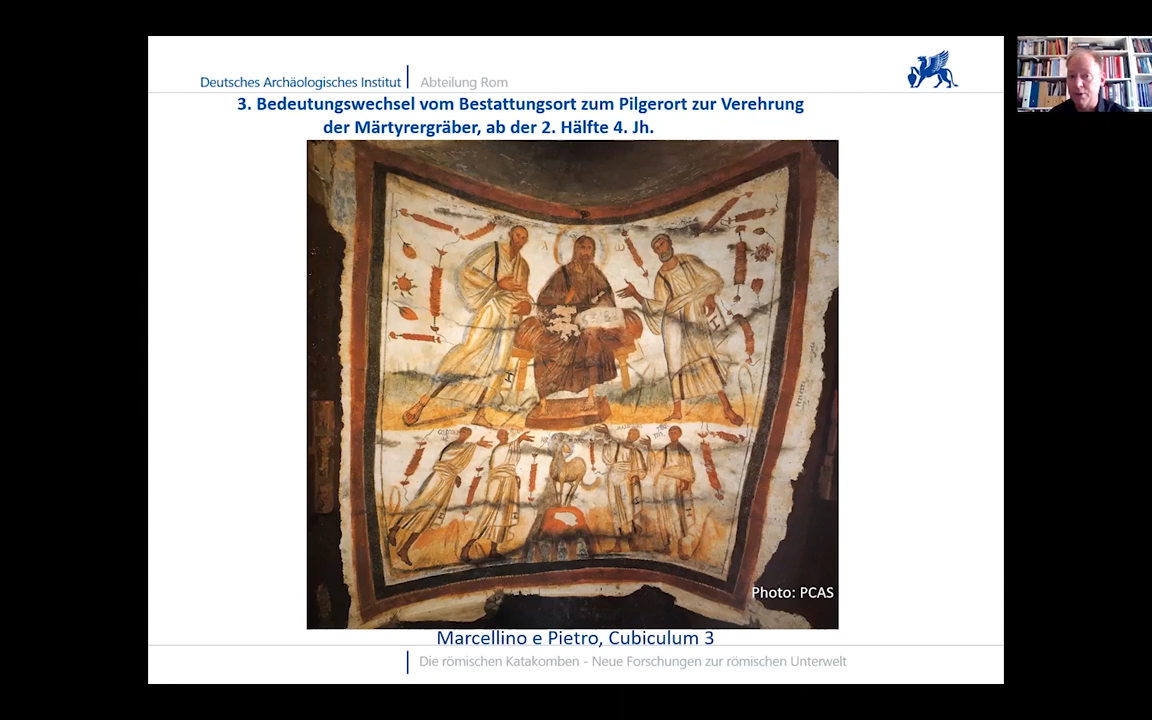 Deutsches Archäologisches Institut
Abteilung Rom
3. Bedeutungswechsel vom Bestattungsort zum Pilgerort zur Verehrung
der Märtyrergräber, ab der 2. Hälfte 4. Jh.
Photo: PCAS
Marcellino e Pietro, Cubiculum 3
Die römischen Katakomben - Neue Forschungen zur römischen Unterwelt